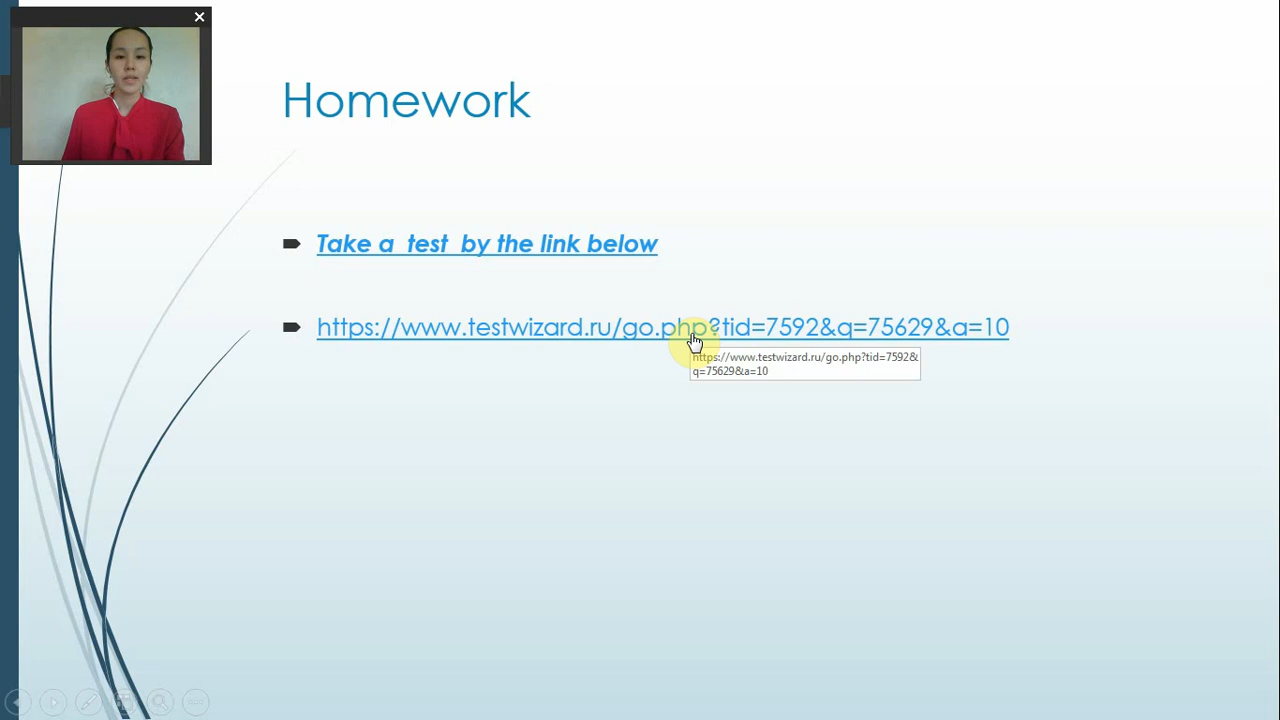 Homework
Take a test by the link below
https://www.testwizard.ru/go.php?tid=7592&q=75629&a=10
https://www.testwizard.ru/go.php?tid=7592&
q=75629&a=10